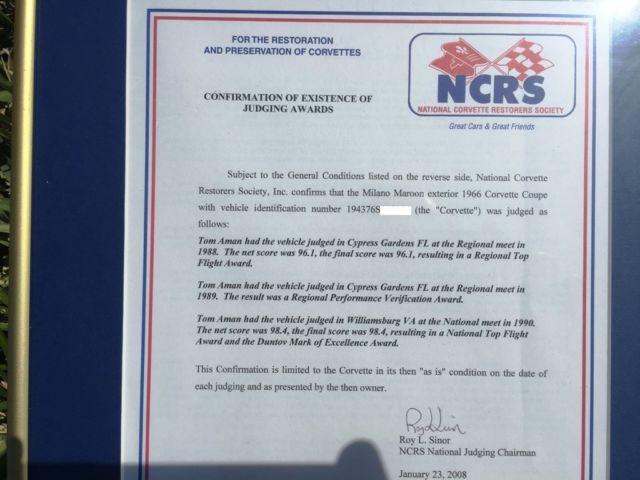 FOR THE RESTORATION
AND PRESERVATION OF CORVETTES
NCRS
NATIONAL CORVETTE RESTORERS SOCIETY
Great Cars & Great Friends
CONFIRMATION OF EXISTENCE OF
JUDGING AWARDS
Subject to the General Conditions listed on the reverse side, National Corvette
Restorers Society, Inc. confirms that the Milano Maroon exterior 1966 Corvette Coupe
with vehicle identification number 194376S (the "Corvette") was judged as
follows:
Tom Aman had the vehicle judged in Cypress Gardens FL at the Regional meet in
1988. The net score was 96.1, the final score was 96.1, resulting in a Regional Top
Flight Award.
Tom Aman had the vehicle judged in Cypress Gardens FL at the Regional meet in
1989. The result was a Regional Performance Verification Award.
Tom Aman had the vehicle judged in Williamsburg VA at the National meet in 1990.
The net score was 98.4, the final score was 98.4, resulting in a National Top Flight
Award and the Duntov Mark of Excellence Award.
This Confirmation is limited to the Corvette in its then "as is" condition on the date of
each judging and as presented by the then owner.
Roy L. Sinor
NCRS National Judging Chairman
January 23, 2008